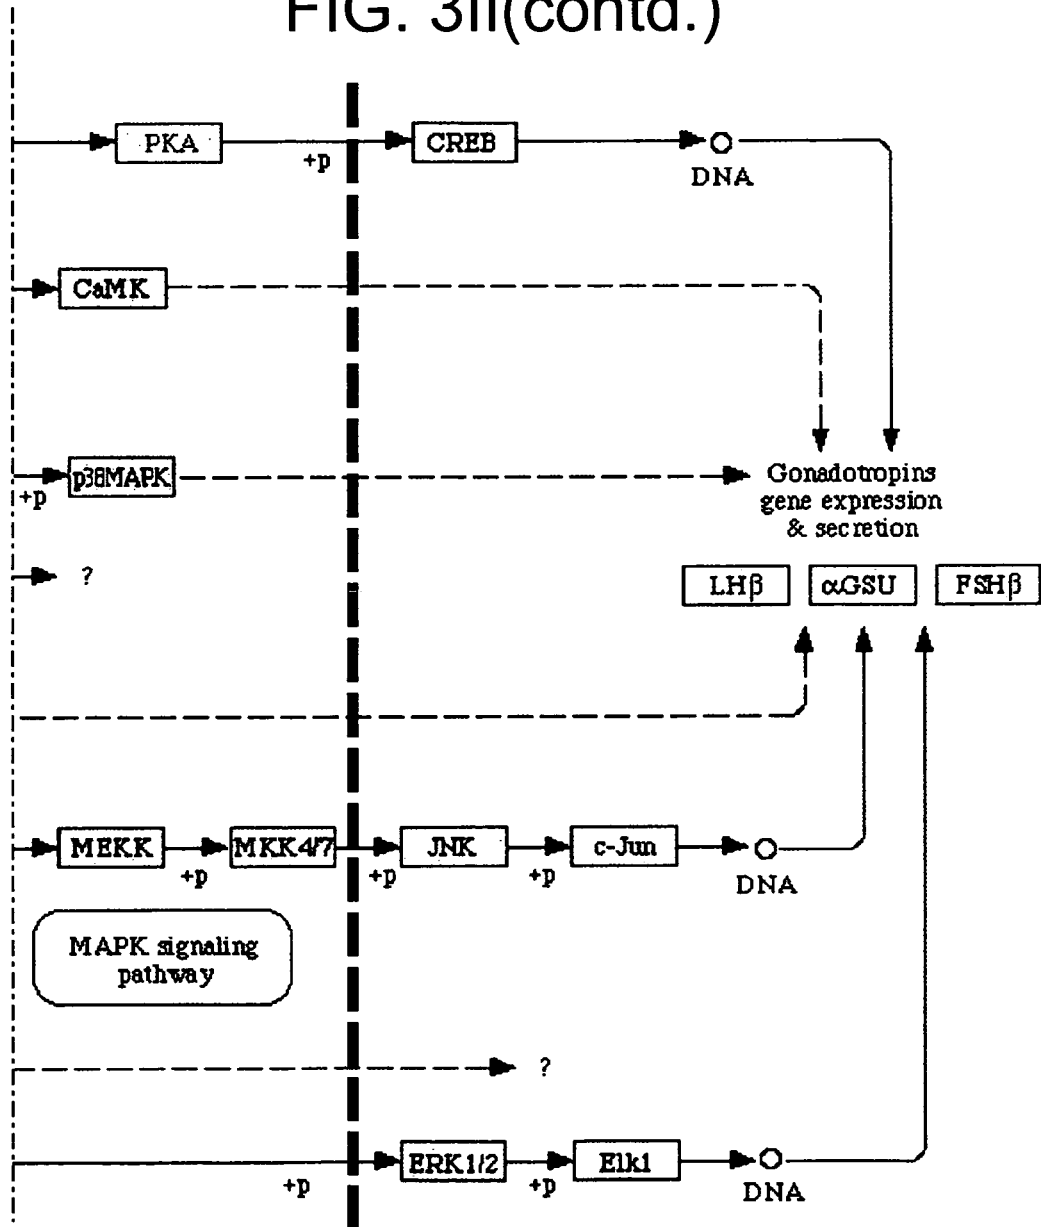 FIG. 3II(contd.)
PKA
+p
CREB
DNA
CaMK
p38MAPK
+p
Gonadotropins
gene expression
& secretion
?
LHβ
αGSU
FSHβ
MEKK
+p
MKK4/7
+p
JNK
+p
c-Jun
DNA
MAPK signaling
pathway
?
+p
ERK1/2
+p
Elk1
DNA